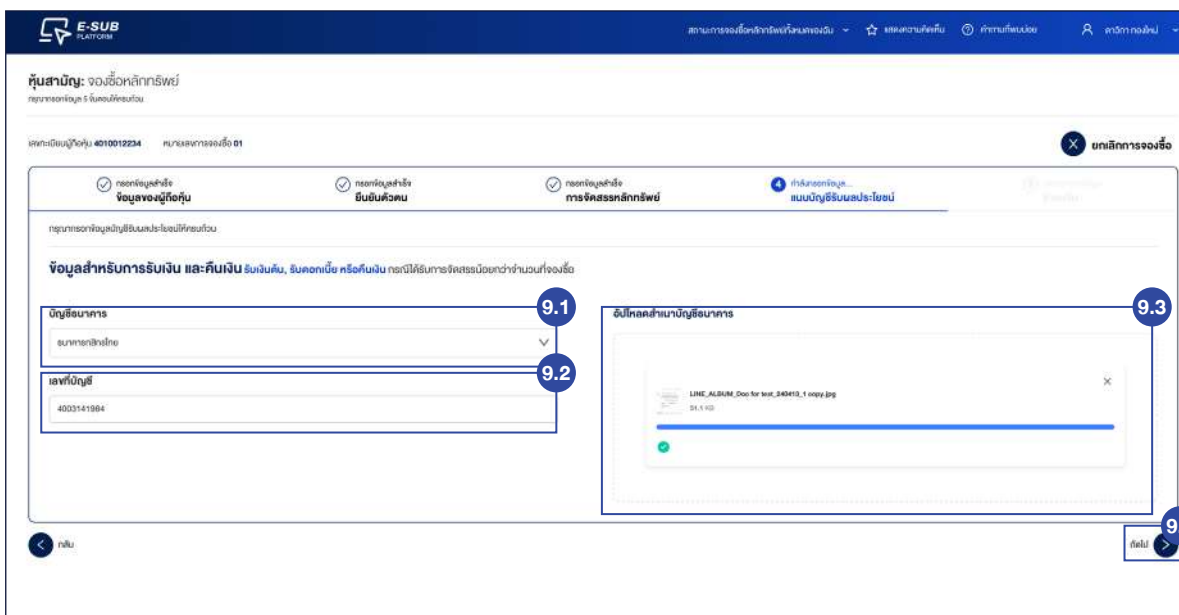 E-SUB
PLATFORM
สถานะการจองซื้อหลักทรัพย์ทั้งหมดของฉัน
แสดงความคิดเห็น
คำถามที่พบบ่อย
หุ้นสามัญ: จองซื้อหลักทรัพย์
กรุณากรอกข้อมูล 5 ขั้นตอนให้ครบถ้วน
เลขทะเบียนผู้ถือหุ้น 4010012234 หมายเลขการจองซื้อ 01
ยกเลิกการจองซื้อ
กรอกข้อมูลสำเร็จ
ข้อมูลของผู้ถือหุ้น
กรอกข้อมูลสำเร็จ
ยืนยันตัวตน
กรอกข้อมูลสำเร็จ
การจัดสรรหลักทรัพย์
4 กำลังกรอกข้อมูล...
แนบบัญชีรับผลประโยชน์
กรุณากรอกข้อมูลบัญชีรับผลประโยชน์ให้ครบถ้วน
ข้อมูลสำหรับการรับเงิน และคืนเงิน รับเงินคืน, รับดอกเบี้ย หรือคืนเงิน กรณีได้รับการจัดสรรน้อยกว่าจำนวนที่จองซื้อ
บัญชีธนาคาร
9.1
ธนาคารกสิกรไทย
เลขที่บัญชี
9.2
4003141984
อัปโหลดสำเนาบัญชีธนาคาร
9.3
LINE_ALBUM_Doc for test_240413_1 copy.jpg
51.1 KB
กลับ
ถัดไป
9